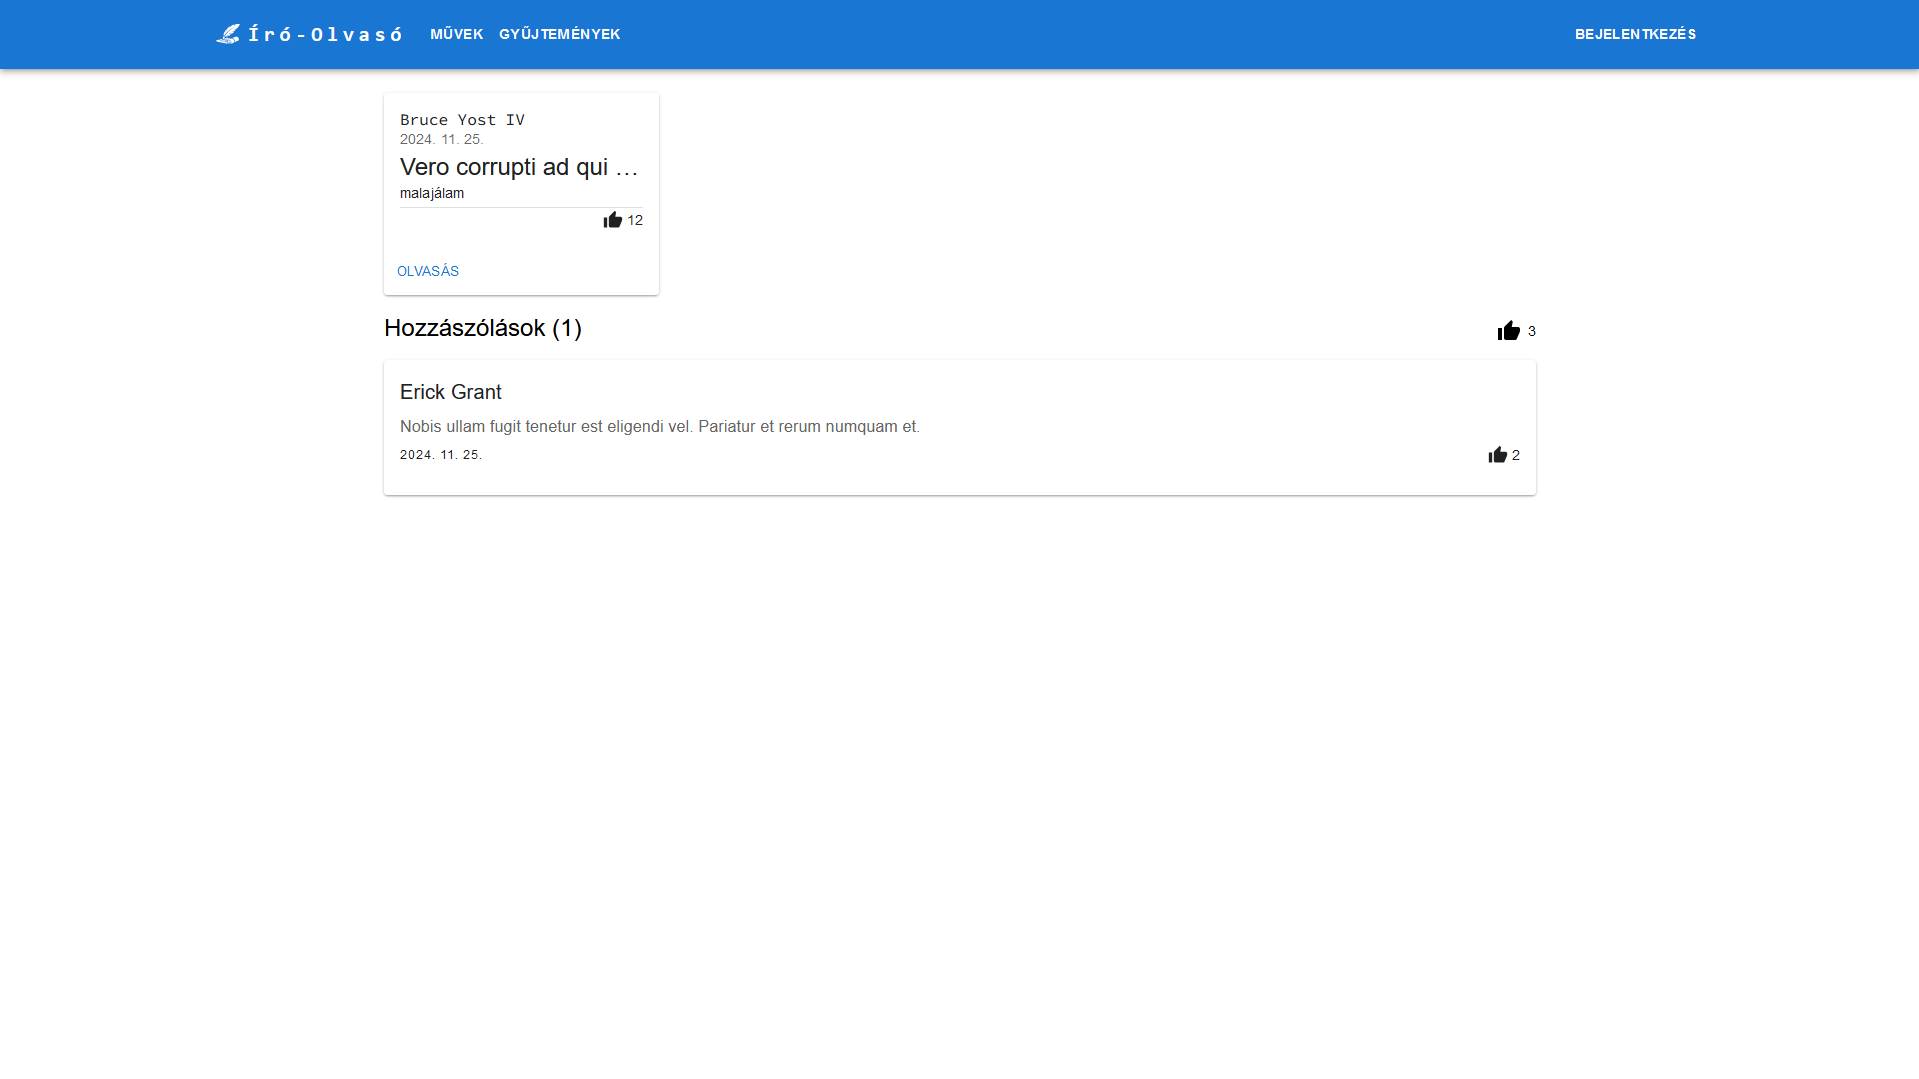 Író-Olvasó MŰVEK GYŰJTEMÉNYEK BEJELENTKEZÉS
Bruce Yost IV
2024. 11. 25.
Vero corrupti ad qui …
malajálam
12
OLVASÁS
Hozzászólások (1)
3
Erick Grant
Nobis ullam fugit tenetur est eligendi vel. Pariatur et rerum numquam et.
2024. 11. 25.
2